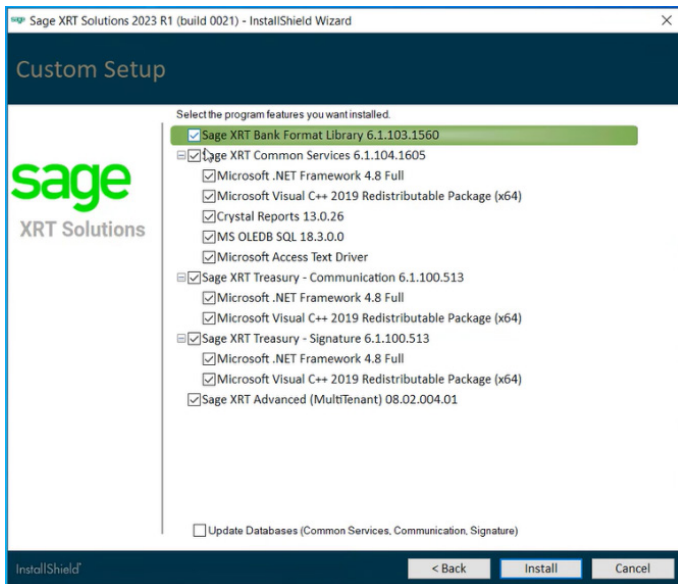 sage Sage XRT Solutions 2023 R1 (build 0021) - InstallShield Wizard
Custom Setup
Select the program features you want installed.
Sage XRT Bank Format Library 6.1.103.1560
Sage XRT Common Services 6.1.104.1605
Microsoft .NET Framework 4.8 Full
Microsoft Visual C++ 2019 Redistributable Package (x64)
Crystal Reports 13.0.26
MS OLEDB SQL 18.3.0.0
Microsoft Access Text Driver
Sage XRT Treasury - Communication 6.1.100.513
Microsoft .NET Framework 4.8 Full
Microsoft Visual C++ 2019 Redistributable Package (x64)
Sage XRT Treasury - Signature 6.1.100.513
Microsoft .NET Framework 4.8 Full
Microsoft Visual C++ 2019 Redistributable Package (x64)
Sage XRT Advanced (MultiTenant) 08.02.004.01
sage
XRT Solutions
Update Databases (Common Services, Communication, Signature)
InstallShield
< Back
Install
Cancel